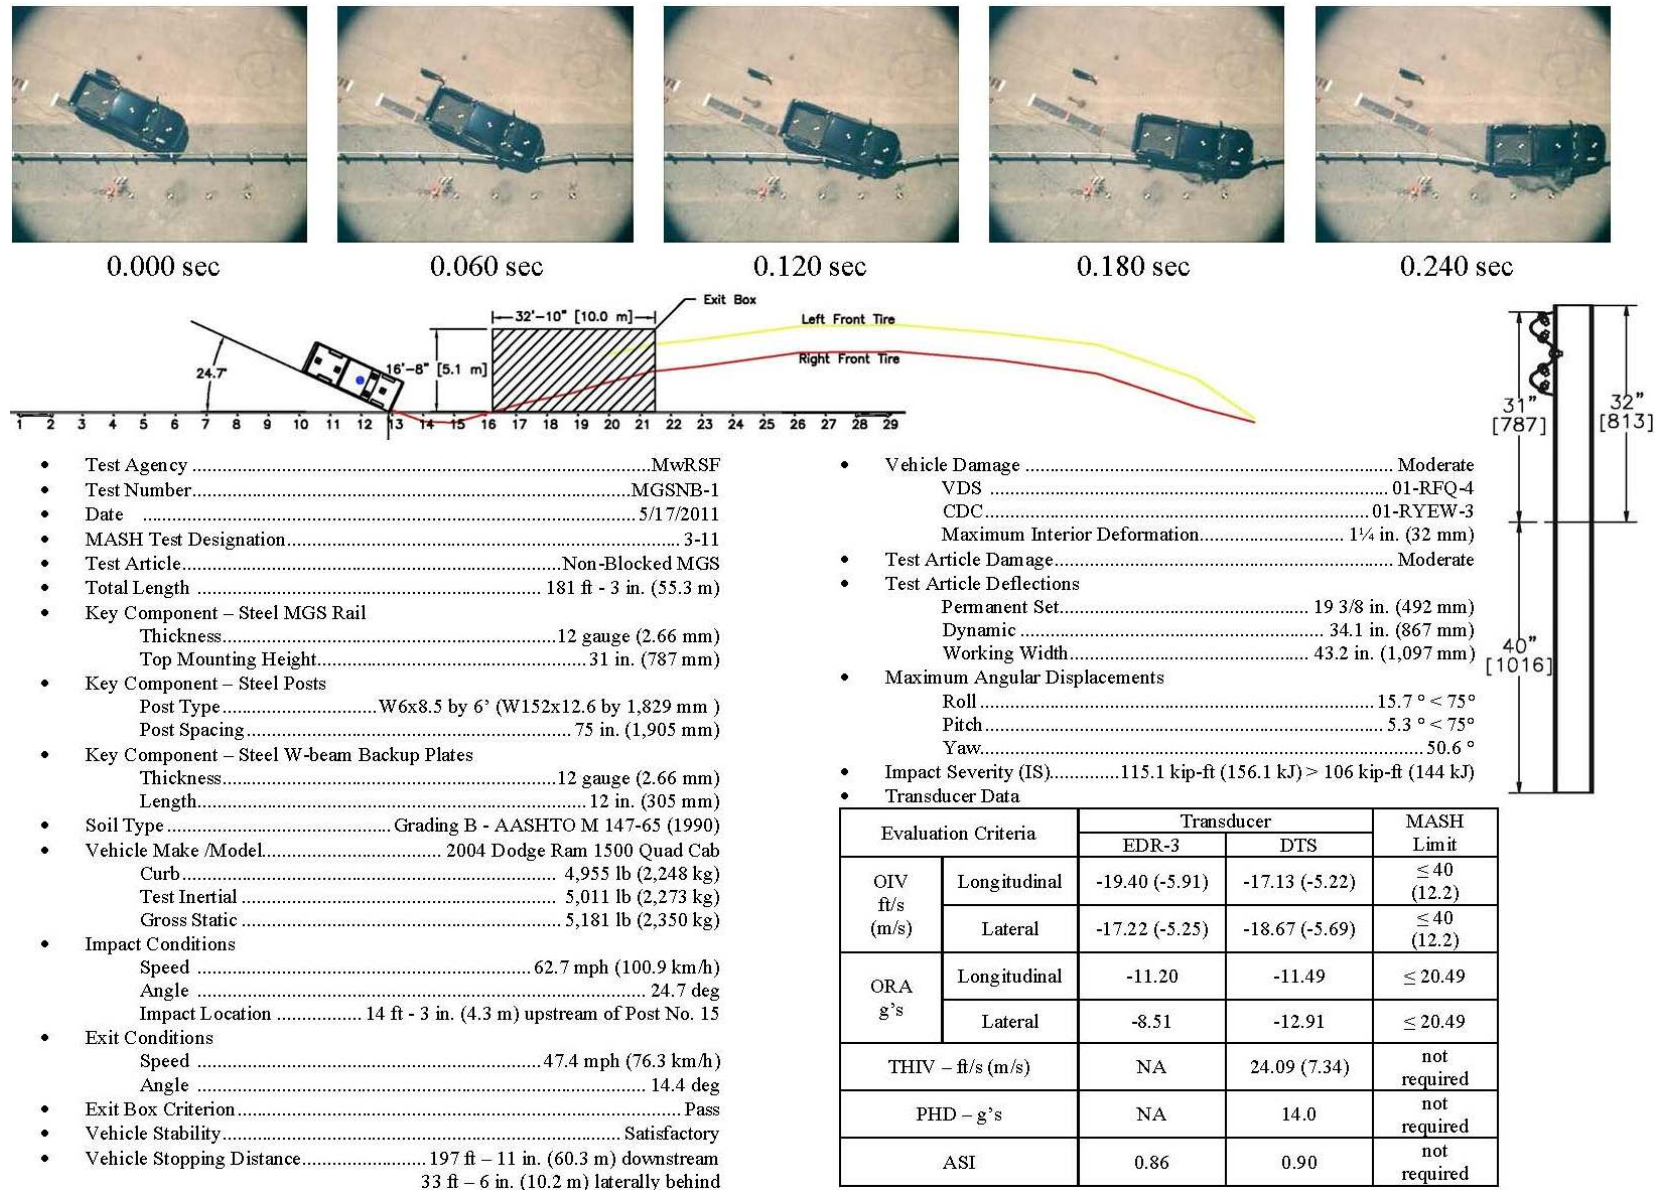 0.000 sec 0.060 sec 0.120 sec 0.180 sec 0.240 sec
Exit Box
32'-10" [10.0 m]
Left Front Tire
Right Front Tire
16'-8" [5.1 m]
24.7°
1 2 3 4 5 6 7 8 9 10 11 12 13 14 15 16 17 18 19 20 21 22 23 24 25 26 27 28 29
31" [787]
32" [813]
40" [1016]
• Test Agency ... MwRSF
• Test Number ... MGSNB-1
• Date ... 5/17/2011
• MASH Test Designation ... 3-11
• Test Article ... Non-Blocked MGS
• Total Length ... 181 ft - 3 in. (55.3 m)
• Key Component – Steel MGS Rail
Thickness ... 12 gauge (2.66 mm)
Top Mounting Height ... 31 in. (787 mm)
• Key Component – Steel Posts
Post Type ... W6x8.5 by 6’ (W152x12.6 by 1,829 mm )
Post Spacing ... 75 in. (1,905 mm)
• Key Component – Steel W-beam Backup Plates
Thickness ... 12 gauge (2.66 mm)
Length ... 12 in. (305 mm)
• Soil Type ... Grading B - AASHTO M 147-65 (1990)
• Vehicle Make /Model ... 2004 Dodge Ram 1500 Quad Cab
Curb ... 4,955 lb (2,248 kg)
Test Inertial ... 5,011 lb (2,273 kg)
Gross Static ... 5,181 lb (2,350 kg)
• Impact Conditions
Speed ... 62.7 mph (100.9 km/h)
Angle ... 24.7 deg
Impact Location ... 14 ft - 3 in. (4.3 m) upstream of Post No. 15
• Exit Conditions
Speed ... 47.4 mph (76.3 km/h)
Angle ... 14.4 deg
• Exit Box Criterion ... Pass
• Vehicle Stability ... Satisfactory
• Vehicle Stopping Distance ... 197 ft – 11 in. (60.3 m) downstream
33 ft – 6 in. (10.2 m) laterally behind
• Vehicle Damage ... Moderate
VDS ... 01-RFQ-4
CDC ... 01-RYEW-3
Maximum Interior Deformation ... 1¼ in. (32 mm)
• Test Article Damage ... Moderate
• Test Article Deflections
Permanent Set ... 19 3/8 in. (492 mm)
Dynamic ... 34.1 in. (867 mm)
Working Width ... 43.2 in. (1,097 mm)
• Maximum Angular Displacements
Roll ... 15.7 ° < 75°
Pitch ... 5.3 ° < 75°
Yaw ... 50.6 °
• Impact Severity (IS) ... 115.1 kip-ft (156.1 kJ) > 106 kip-ft (144 kJ)
• Transducer Data
Evaluation Criteria Transducer MASH Limit
EDR-3 DTS
OIV ft/s (m/s) Longitudinal -19.40 (-5.91) -17.13 (-5.22) ≤ 40 (12.2)
Lateral -17.22 (-5.25) -18.67 (-5.69) ≤ 40 (12.2)
ORA g’s Longitudinal -11.20 -11.49 ≤ 20.49
Lateral -8.51 -12.91 ≤ 20.49
THIV – ft/s (m/s) NA 24.09 (7.34) not required
PHD – g’s NA 14.0 not required
ASI 0.86 0.90 not required